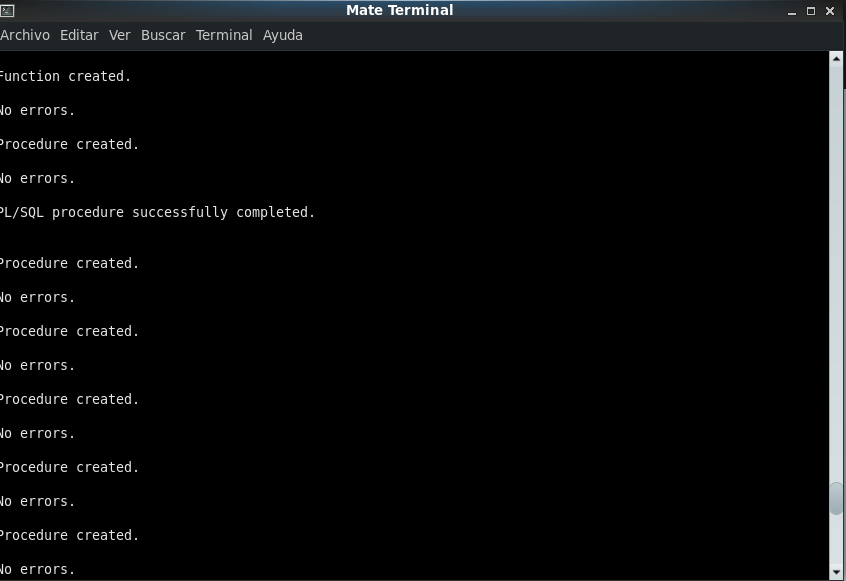 Mate Terminal
Archivo Editar Ver Buscar Terminal Ayuda
Function created.
No errors.
Procedure created.
No errors.
PL/SQL procedure successfully completed.
Procedure created.
No errors.
Procedure created.
No errors.
Procedure created.
No errors.
Procedure created.
No errors.
Procedure created.
No errors.